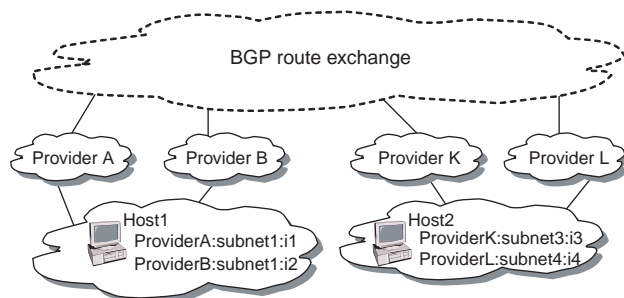 BGP route exchange
Provider A
Provider B
Provider K
Provider L
Host1
ProviderA:subnet1:i1
ProviderB:subnet1:i2
Host2
ProviderK:subnet3:i3
ProviderL:subnet4:i4